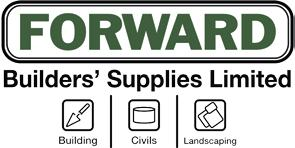 FORWARD
Builders' Supplies Limited
Building Civils Landscaping